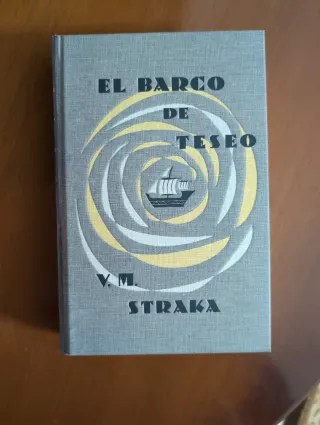 EL BARCO
DE
TESEO
V. M.
STRAKA